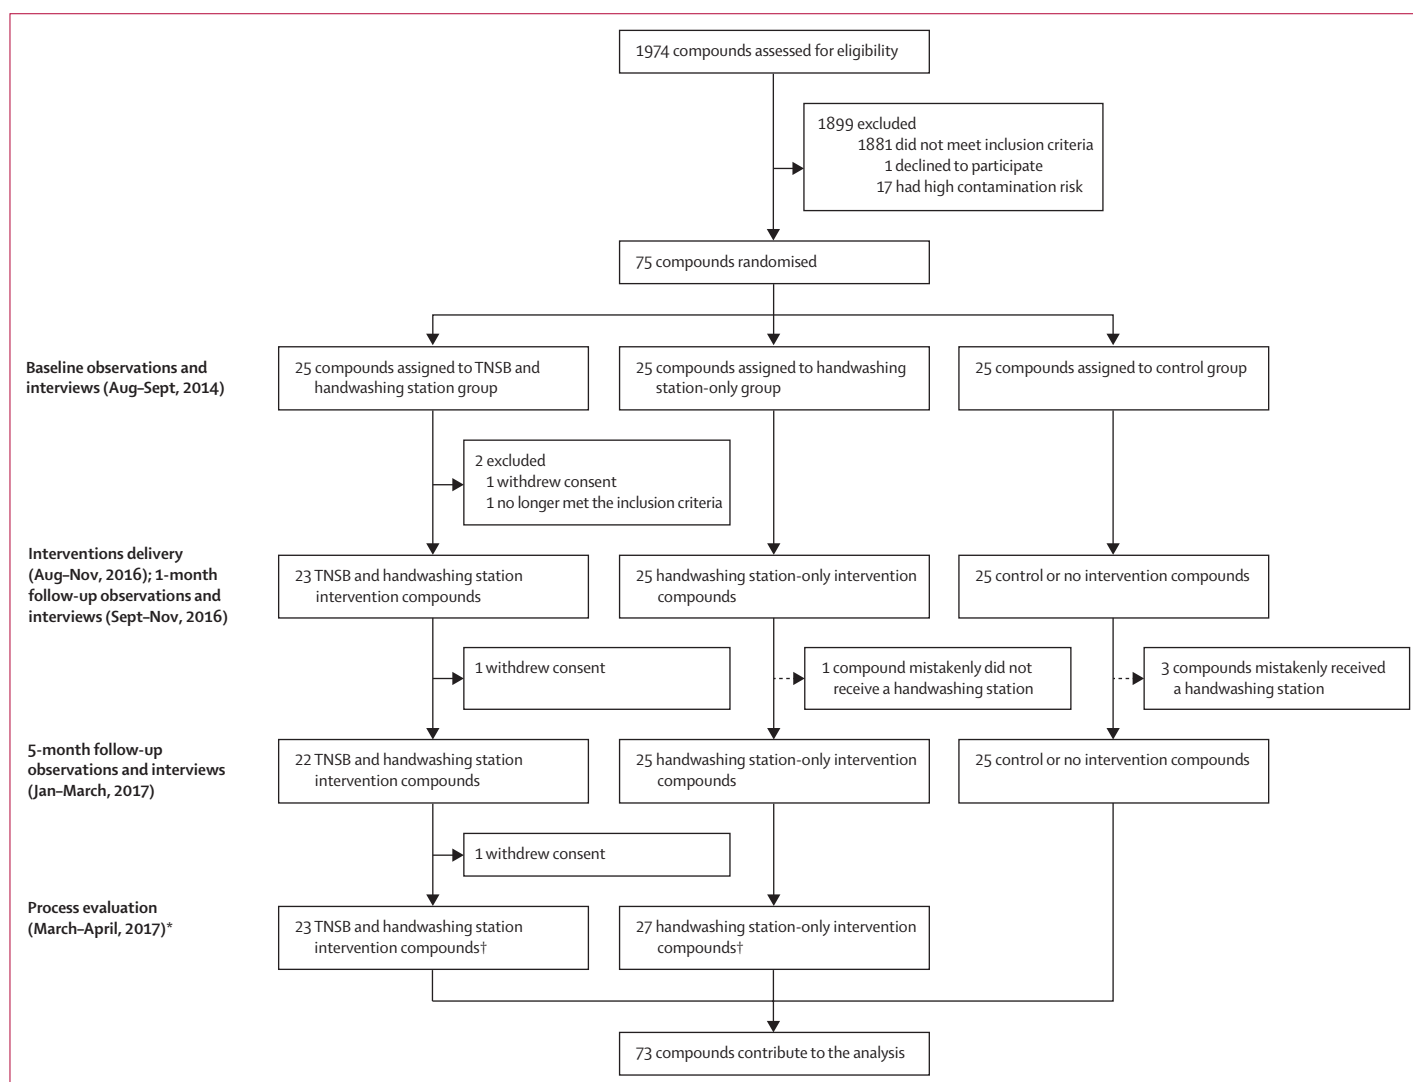 1974 compounds assessed for eligibility
1899 excluded
1881 did not meet inclusion criteria
1 declined to participate
17 had high contamination risk
75 compounds randomised
Baseline observations and
interviews (Aug–Sept, 2014)
25 compounds assigned to TNSB and
handwashing station group
25 compounds assigned to handwashing
station-only group
25 compounds assigned to control group
2 excluded
1 withdrew consent
1 no longer met the inclusion criteria
Interventions delivery
(Aug–Nov, 2016); 1-month
follow-up observations and
interviews (Sept–Nov, 2016)
23 TNSB and handwashing station
intervention compounds
25 handwashing station-only intervention
compounds
25 control or no intervention compounds
1 withdrew consent
1 compound mistakenly did not
receive a handwashing station
3 compounds mistakenly received
a handwashing station
5-month follow-up
observations and interviews
(Jan–March, 2017)
22 TNSB and handwashing station
intervention compounds
25 handwashing station-only intervention
compounds
25 control or no intervention compounds
1 withdrew consent
Process evaluation
(March–April, 2017)*
23 TNSB and handwashing station
intervention compounds†
27 handwashing station-only intervention
compounds†
73 compounds contribute to the analysis